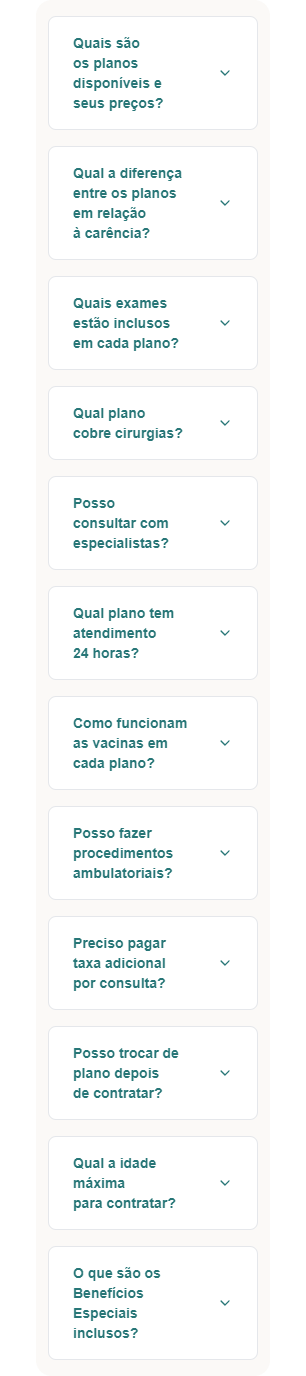 Quais são
os planos
disponíveis e
seus preços?
Qual a diferença
entre os planos
em relação
à carência?
Quais exames
estão inclusos
em cada plano?
Qual plano
cobre cirurgias?
Posso
consultar com
especialistas?
Qual plano tem
atendimento
24 horas?
Como funcionam
as vacinas em
cada plano?
Posso fazer
procedimentos
ambulatoriais?
Preciso pagar
taxa adicional
por consulta?
Posso trocar de
plano depois
de contratar?
Qual a idade
máxima
para contratar?
O que são os
Benefícios
Especiais
inclusos?